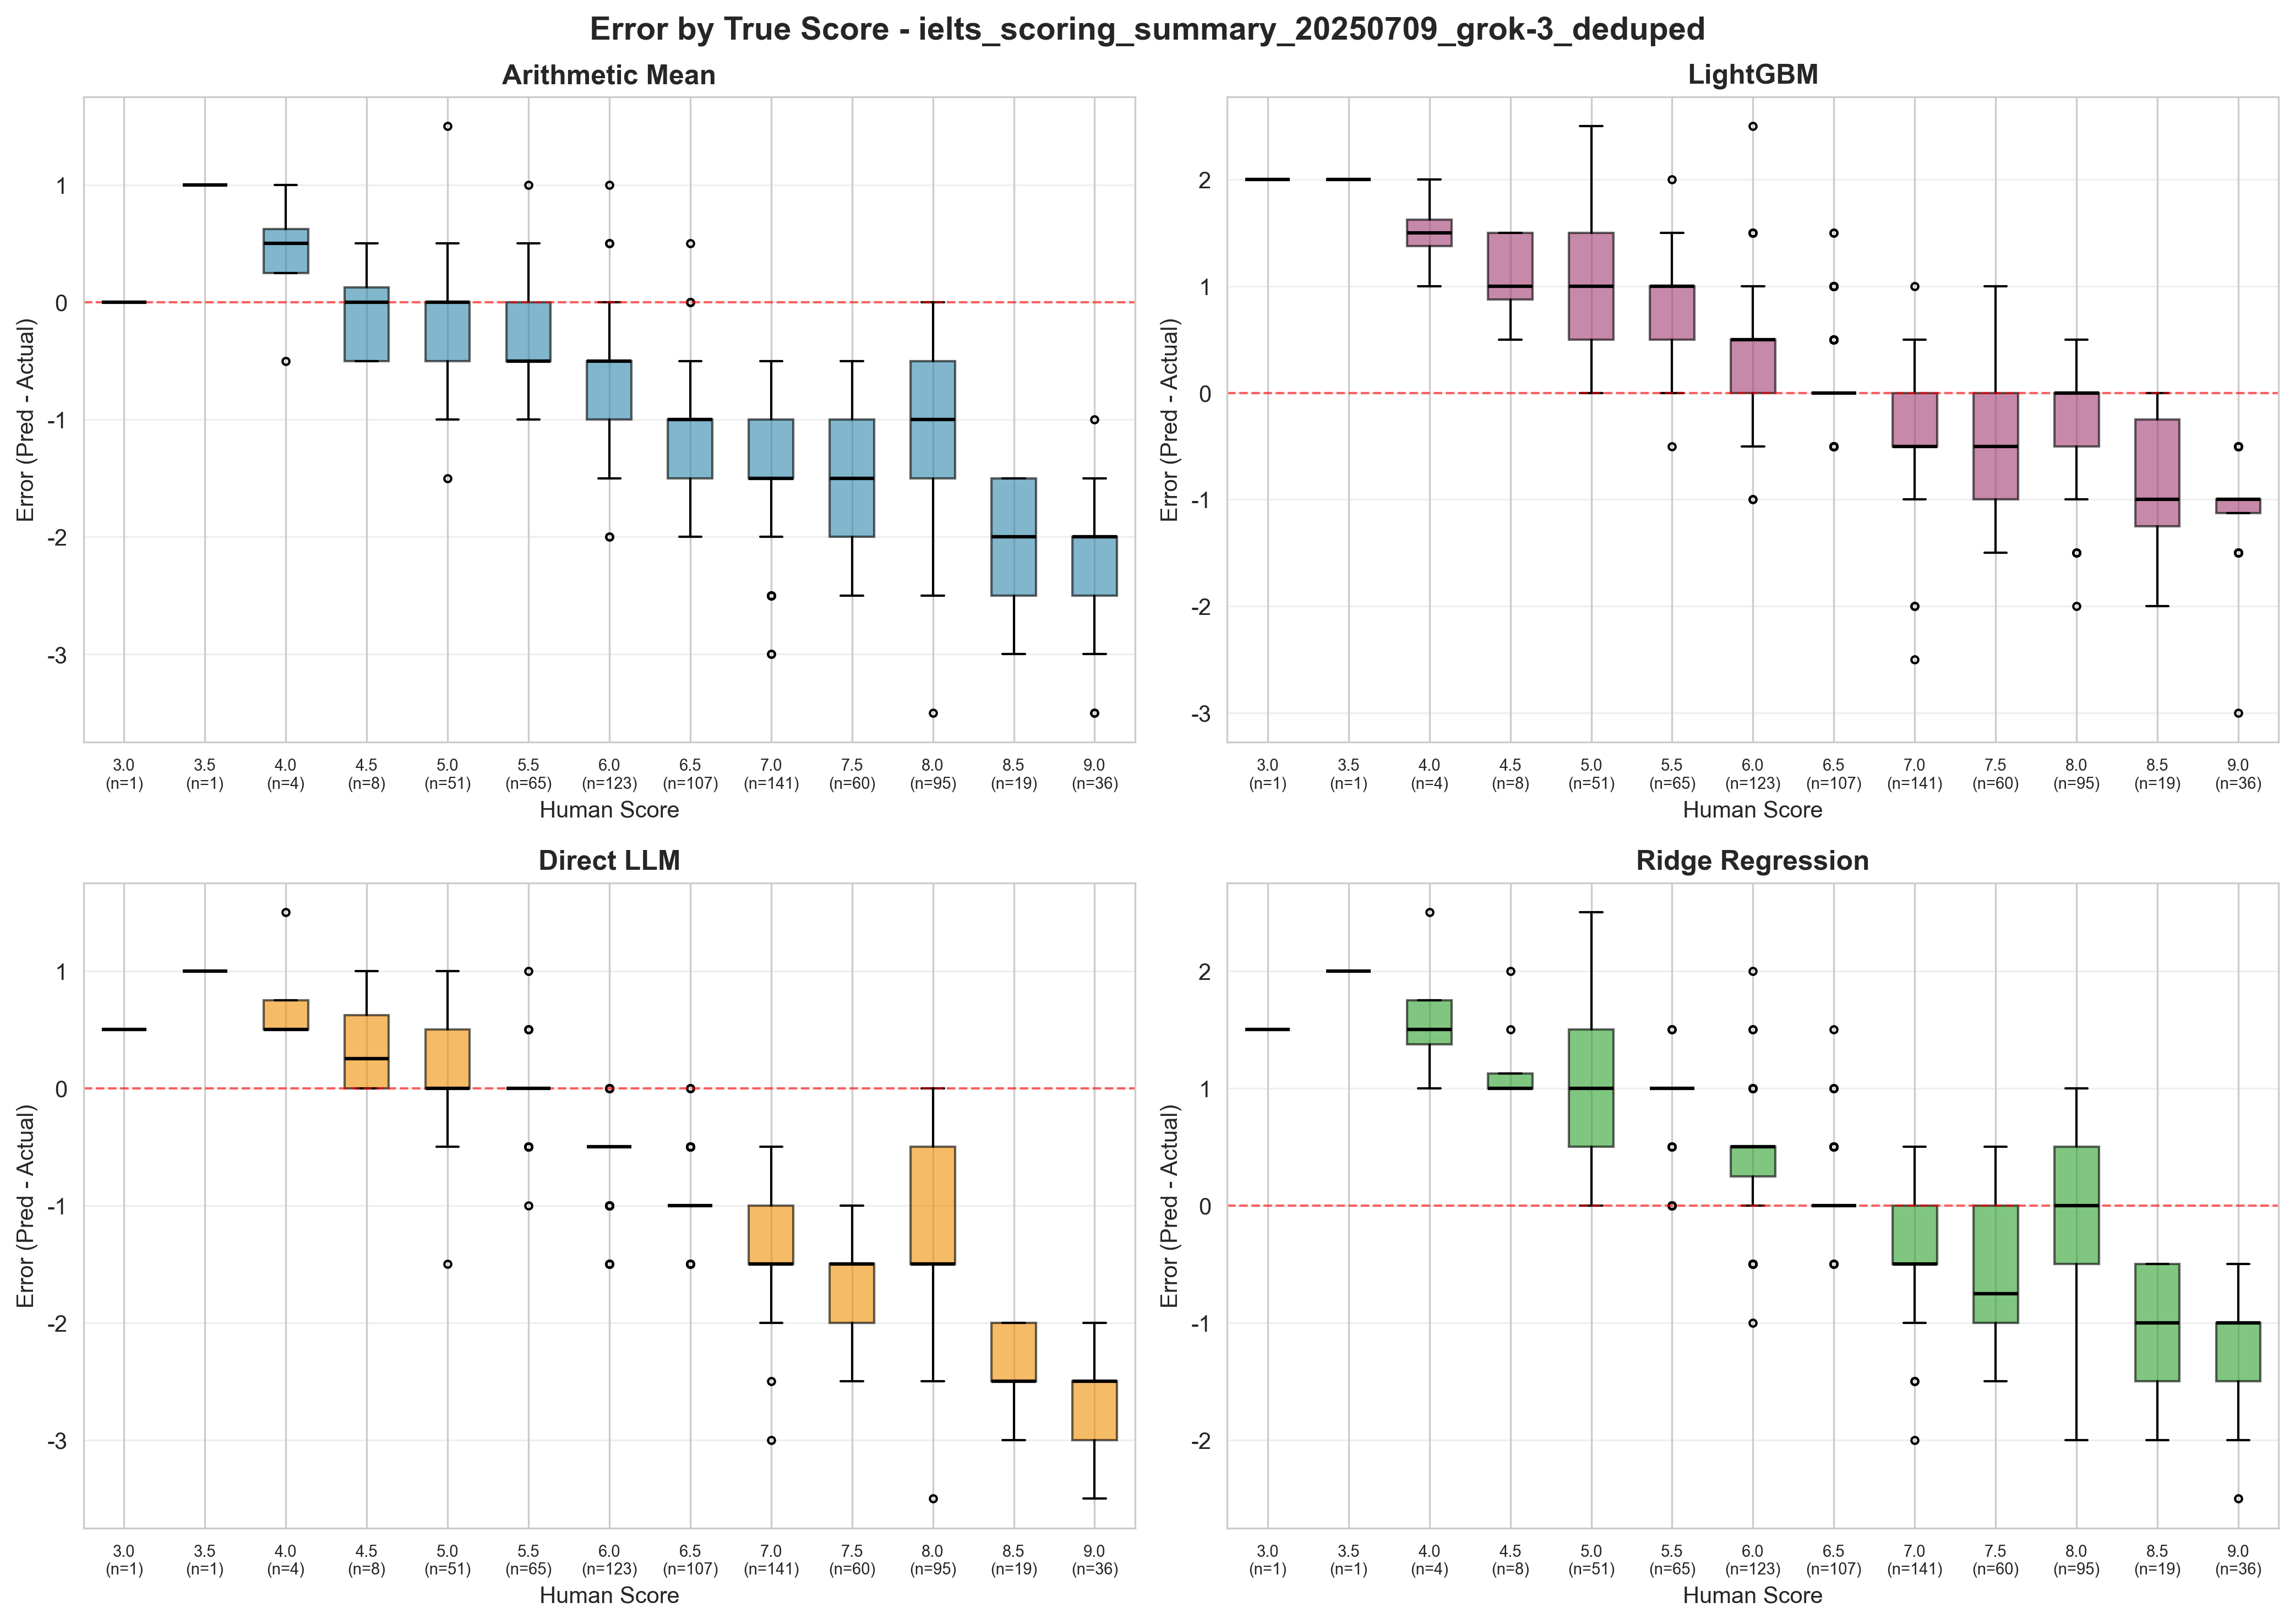 Error by True Score - ielts_scoring_summary_20250709_grok-3_deduped
Arithmetic Mean
Error (Pred - Actual)
1
0
-1
-2
-3
3.0 3.5 4.0 4.5 5.0 5.5 6.0 6.5 7.0 7.5 8.0 8.5 9.0
(n=1) (n=1) (n=4) (n=8) (n=51) (n=65) (n=123) (n=107) (n=141) (n=60) (n=95) (n=19) (n=36)
Human Score
LightGBM
Error (Pred - Actual)
2
1
0
-1
-2
-3
3.0 3.5 4.0 4.5 5.0 5.5 6.0 6.5 7.0 7.5 8.0 8.5 9.0
(n=1) (n=1) (n=4) (n=8) (n=51) (n=65) (n=123) (n=107) (n=141) (n=60) (n=95) (n=19) (n=36)
Human Score
Direct LLM
Error (Pred - Actual)
1
0
-1
-2
-3
3.0 3.5 4.0 4.5 5.0 5.5 6.0 6.5 7.0 7.5 8.0 8.5 9.0
(n=1) (n=1) (n=4) (n=8) (n=51) (n=65) (n=123) (n=107) (n=141) (n=60) (n=95) (n=19) (n=36)
Human Score
Ridge Regression
Error (Pred - Actual)
2
1
0
-1
-2
3.0 3.5 4.0 4.5 5.0 5.5 6.0 6.5 7.0 7.5 8.0 8.5 9.0
(n=1) (n=1) (n=4) (n=8) (n=51) (n=65) (n=123) (n=107) (n=141) (n=60) (n=95) (n=19) (n=36)
Human Score